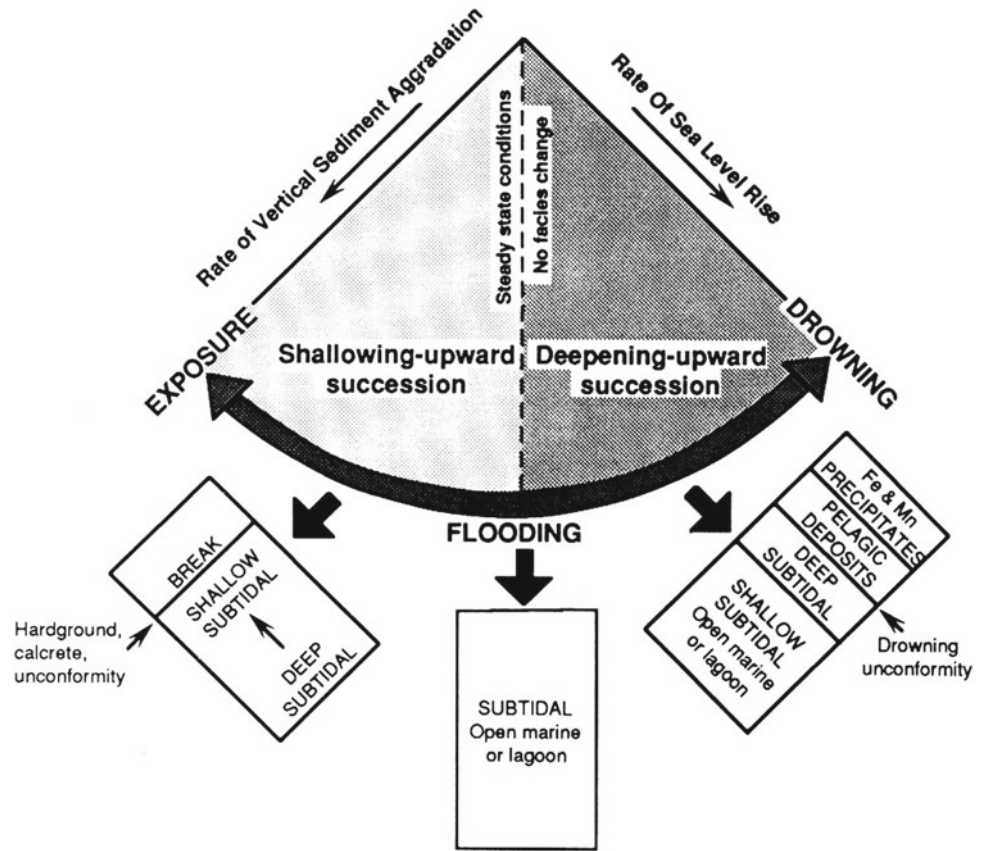 Rate of Vertical Sediment Aggradation
Rate Of Sea Level Rise
Steady state conditions
No facies change
EXPOSURE
DROWNING
Shallowing-upward
succession
Deepening-upward
succession
FLOODING
BREAK
SHALLOW
SUBTIDAL
DEEP
SUBTIDAL
Hardground,
calcrete,
unconformity
SUBTIDAL
Open marine
or lagoon
Fe & Mn
PRECIPITATES
PELAGIC
DEPOSITS
DEEP
SUBTIDAL
SHALLOW
SUBTIDAL
Open marine
or lagoon
Drowning
unconformity